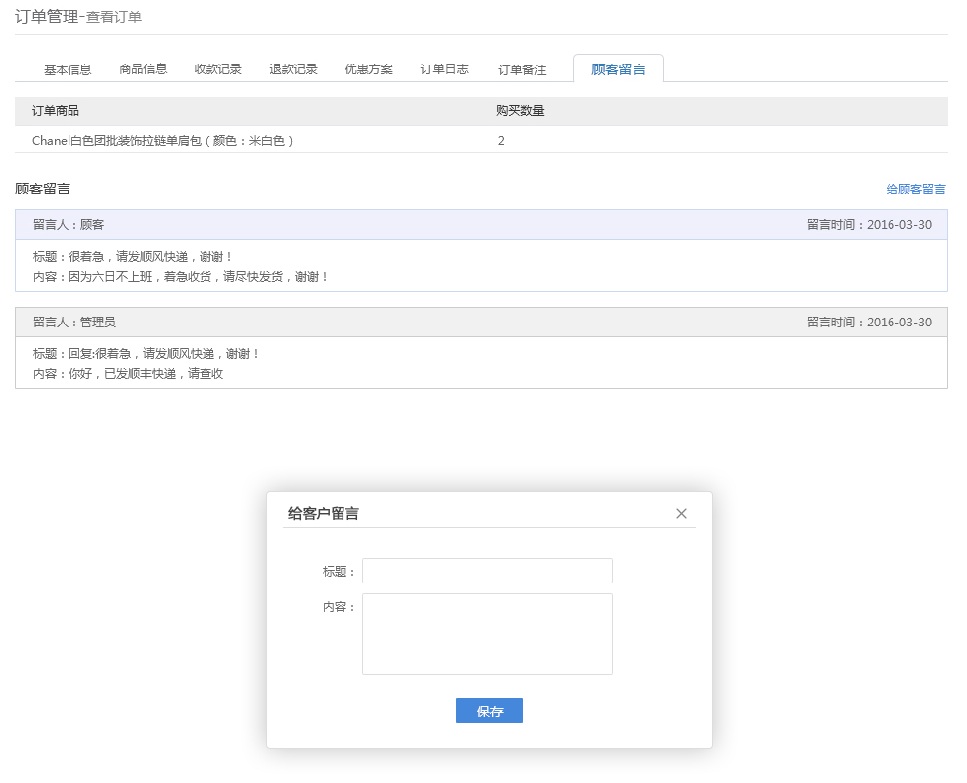 订单管理-查看订单
基本信息 商品信息 收款记录 退款记录 优惠方案 订单日志 订单备注 顾客留言
订单商品 购买数量
Chanel白色团批装饰拉链单肩包（颜色：米白色） 2
顾客留言 给顾客留言
留言人：顾客 留言时间：2016-03-30
标题：很着急，请发顺风快递，谢谢！
内容：因为六日不上班，着急收货，请尽快发货，谢谢！
留言人：管理员 留言时间：2016-03-30
标题：回复:很着急，请发顺风快递，谢谢！
内容：你好，已发顺丰快递，请查收
给客户留言
标题：
内容：
保存